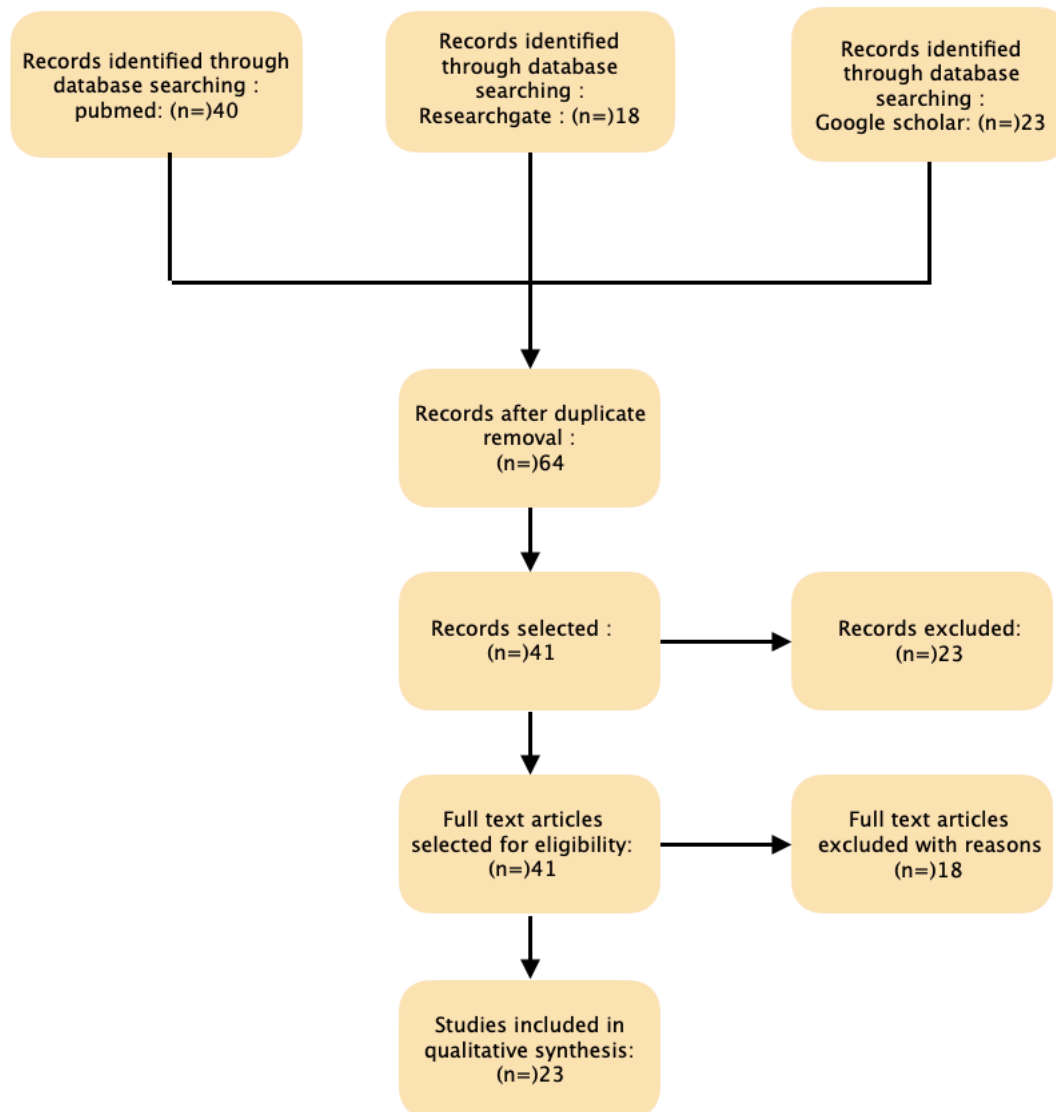 Records identified through
database searching :
pubmed: (n=)40
Records identified
through database
searching :
Researchgate : (n=)18
Records identified
through database
searching :
Google scholar: (n=)23
Records after duplicate
removal :
(n=)64
Records selected :
(n=)41
Records excluded:
(n=)23
Full text articles
selected for eligibility:
(n=)41
Full text articles
excluded with reasons
(n=)18
Studies included in
qualitative synthesis:
(n=)23